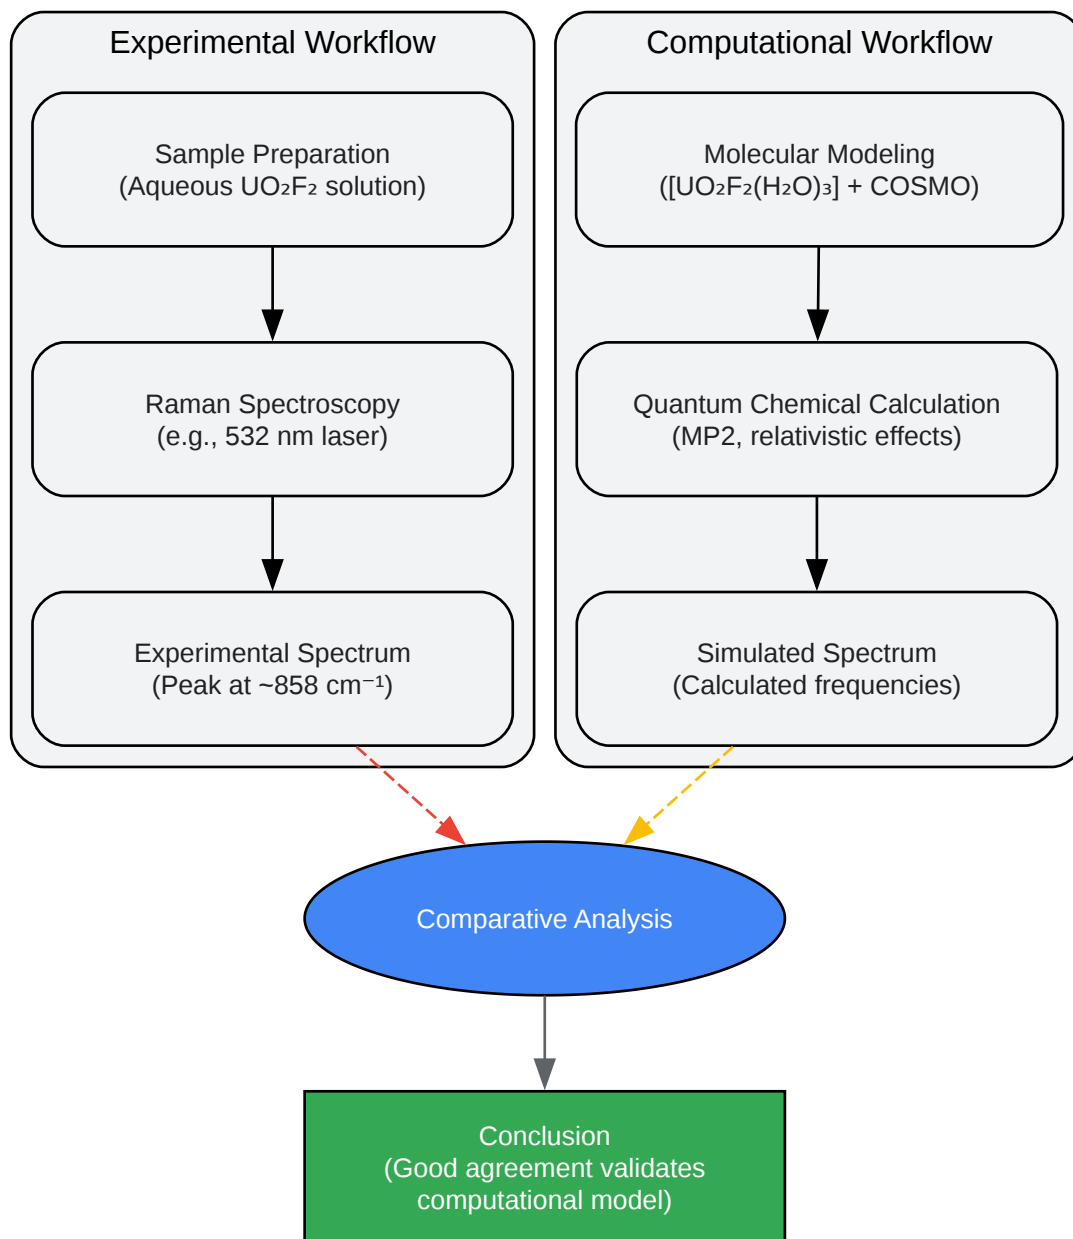 Experimental Workflow
Sample Preparation
(Aqueous UO₂F₂ solution)
Raman Spectroscopy
(e.g., 532 nm laser)
Experimental Spectrum
(Peak at ~858 cm⁻¹)
Computational Workflow
Molecular Modeling
([UO₂F₂(H₂O)₃] + COSMO)
Quantum Chemical Calculation
(MP2, relativistic effects)
Simulated Spectrum
(Calculated frequencies)
Comparative Analysis
Conclusion
(Good agreement validates
computational model)